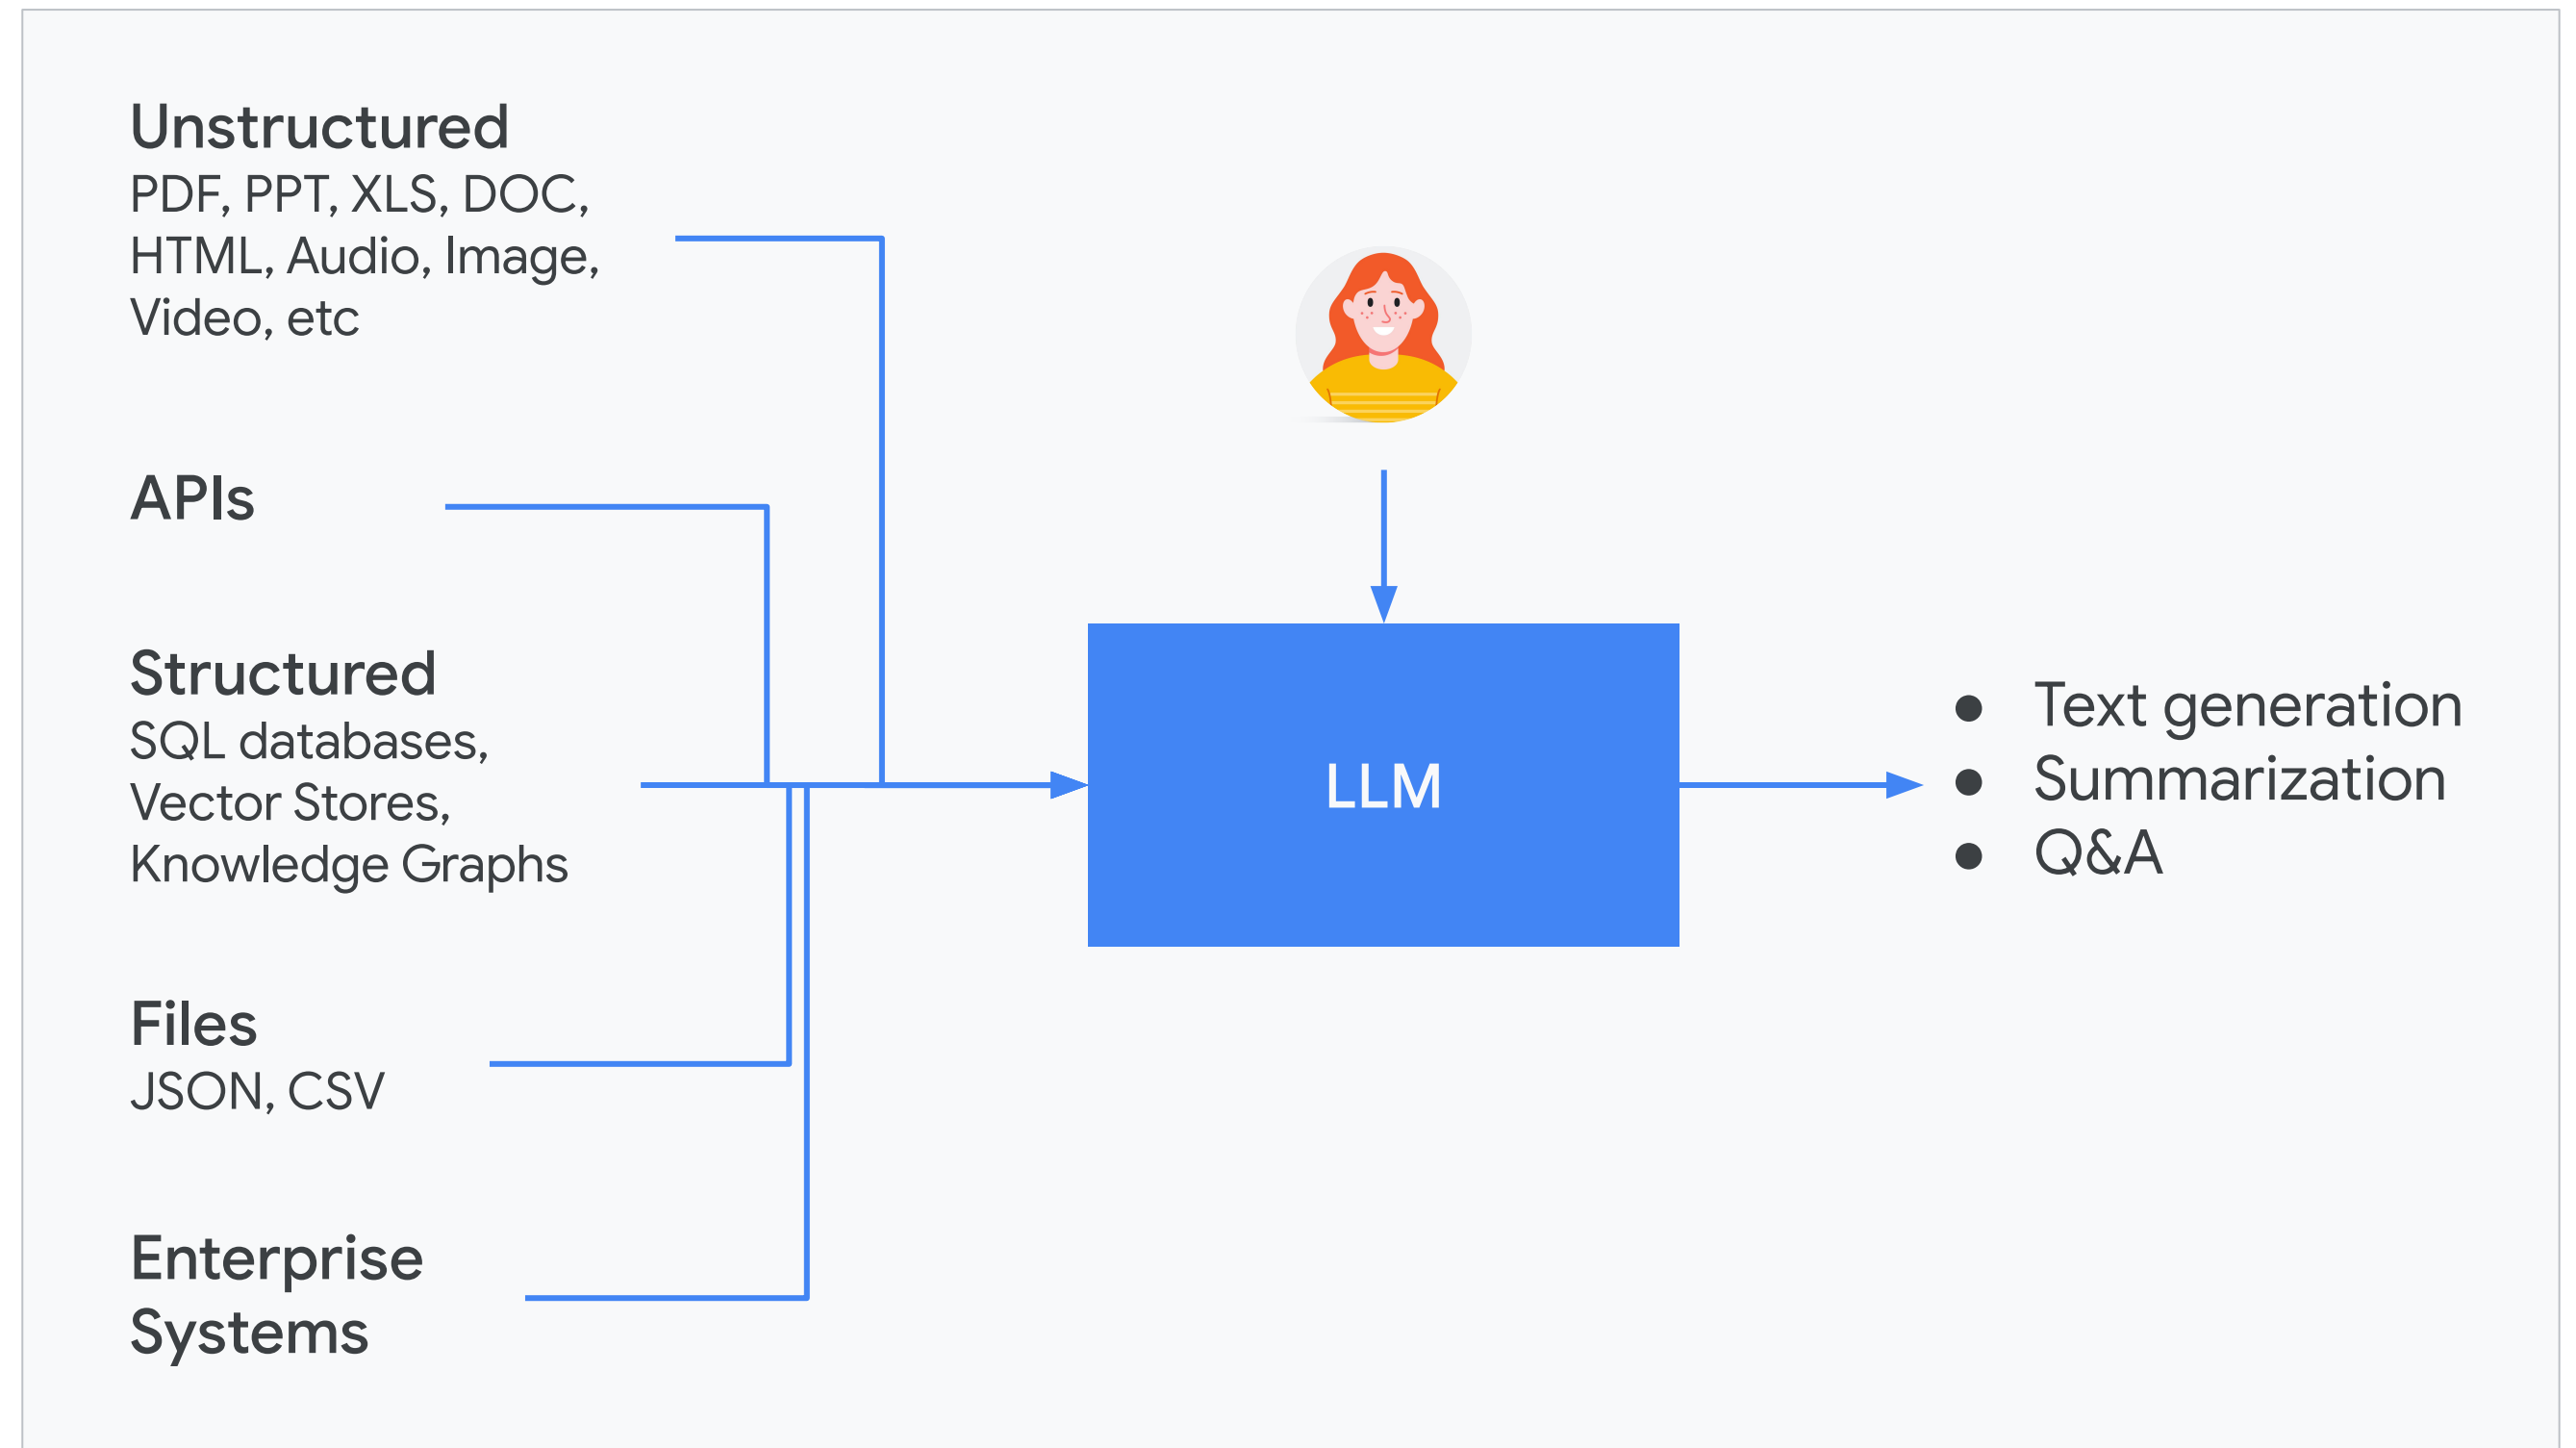 Unstructured
PDF, PPT, XLS, DOC,
HTML, Audio, Image,
Video, etc
APIs
Structured
SQL databases,
Vector Stores,
Knowledge Graphs
Files
JSON, CSV
Enterprise
Systems
LLM
● Text generation
● Summarization
● Q&A